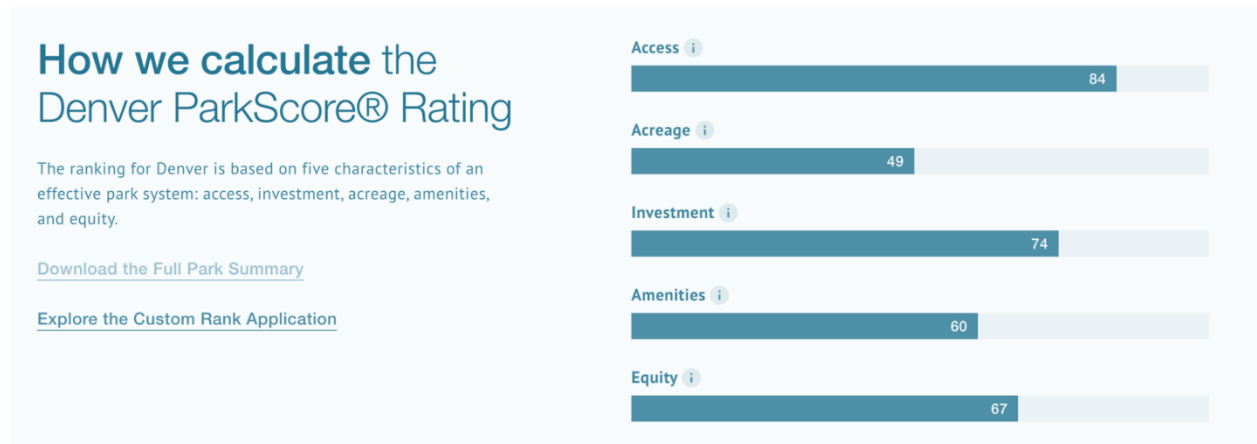 How we calculate the
Denver ParkScore® Rating
The ranking for Denver is based on five characteristics of an
effective park system: access, investment, acreage, amenities,
and equity.
Download the Full Park Summary
Explore the Custom Rank Application
Access i
84
Acreage i
49
Investment i
74
Amenities i
60
Equity i
67